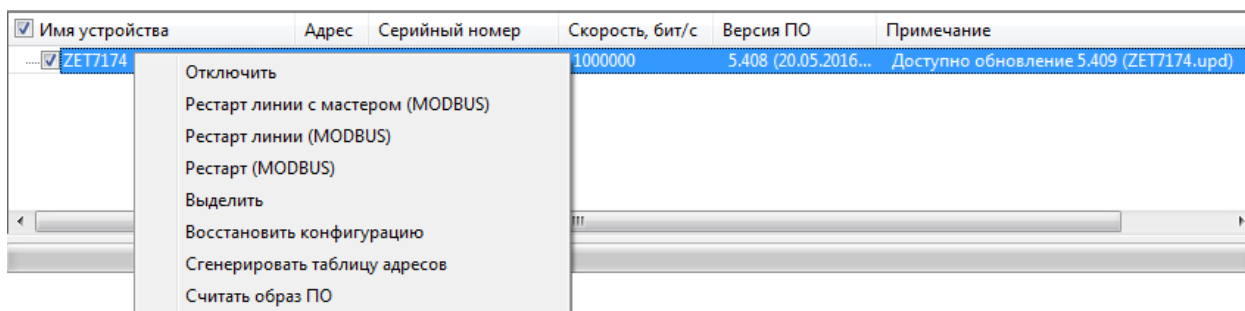 Имя устройства Адрес Серийный номер Скорость, бит/с Версия ПО Примечание
ZET7174 1000000 5.408 (20.05.2016... Доступно обновление 5.409 (ZET7174.upd)
Отключить
Рестарт линии с мастером (MODBUS)
Рестарт линии (MODBUS)
Рестарт (MODBUS)
Выделить
Восстановить конфигурацию
Сгенерировать таблицу адресов
Считать образ ПО